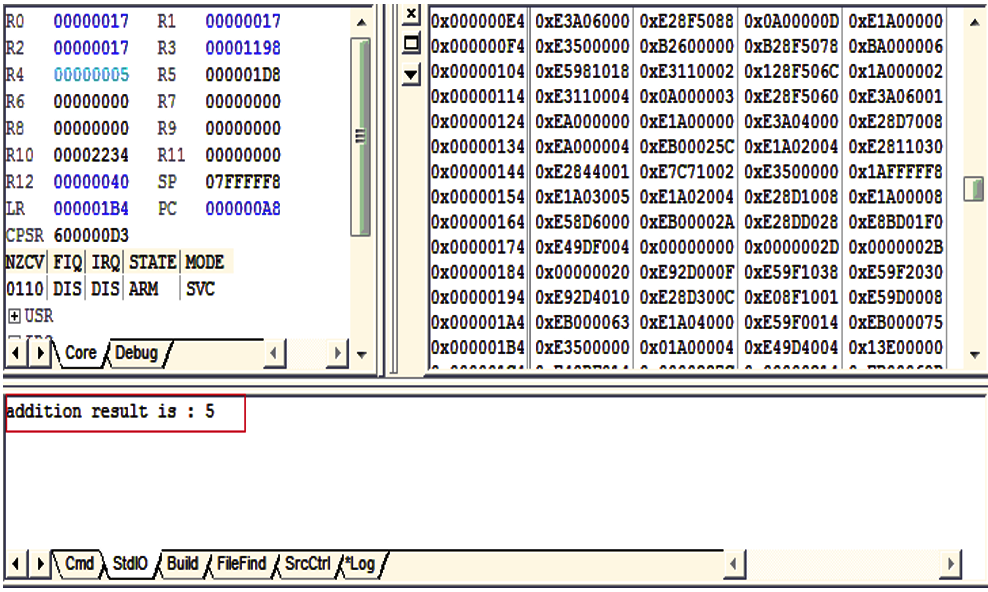 R0 00000017 R1 00000017
R2 00000017 R3 00001198
R4 00000005 R5 000001D8
R6 00000000 R7 00000000
R8 00000000 R9 00000000
R10 00002234 R11 00000000
R12 00000040 SP 07FFFFF8
LR 000001B4 PC 000000A8
CPSR 600000D3
NZCV FIQ IRQ STATE MODE
0110 DIS DIS ARM SVC
USR
Core Debug
0x000000E4 0xE3A06000 0xE28F5088 0x0A00000D 0xE1A00000
0x000000F4 0xE3500000 0xB2600000 0xB28F5078 0xBA000006
0x00000104 0xE5981018 0xE3110002 0x128F506C 0x1A000002
0x00000114 0xE3110004 0x0A000003 0xE28F5060 0xE3A06001
0x00000124 0xEA000000 0xE1A00000 0xE3A04000 0xE28D7008
0x00000134 0xEA000004 0xEB00025C 0xE1A02004 0xE2811030
0x00000144 0xE2844001 0xE7C71002 0xE3500000 0x1AFFFFF8
0x00000154 0xE1A03005 0xE1A02004 0xE28D1008 0xE1A00008
0x00000164 0xE58D6000 0xEB00002A 0xE28DD028 0xE8BD01F0
0x00000174 0xE49DF004 0x00000000 0x0000002D 0x0000002B
0x00000184 0x00000020 0xE92D000F 0xE59F1038 0xE59F2030
0x00000194 0xE92D4010 0xE28D300C 0xE08F1001 0xE59D0008
0x000001A4 0xEB000063 0xE1A04000 0xE59F0014 0xEB000075
0x000001B4 0xE3500000 0x01A00004 0xE49D4004 0x13E00000
addition result is : 5
Cmd StdIO Build FileFind SrcCtrl *Log